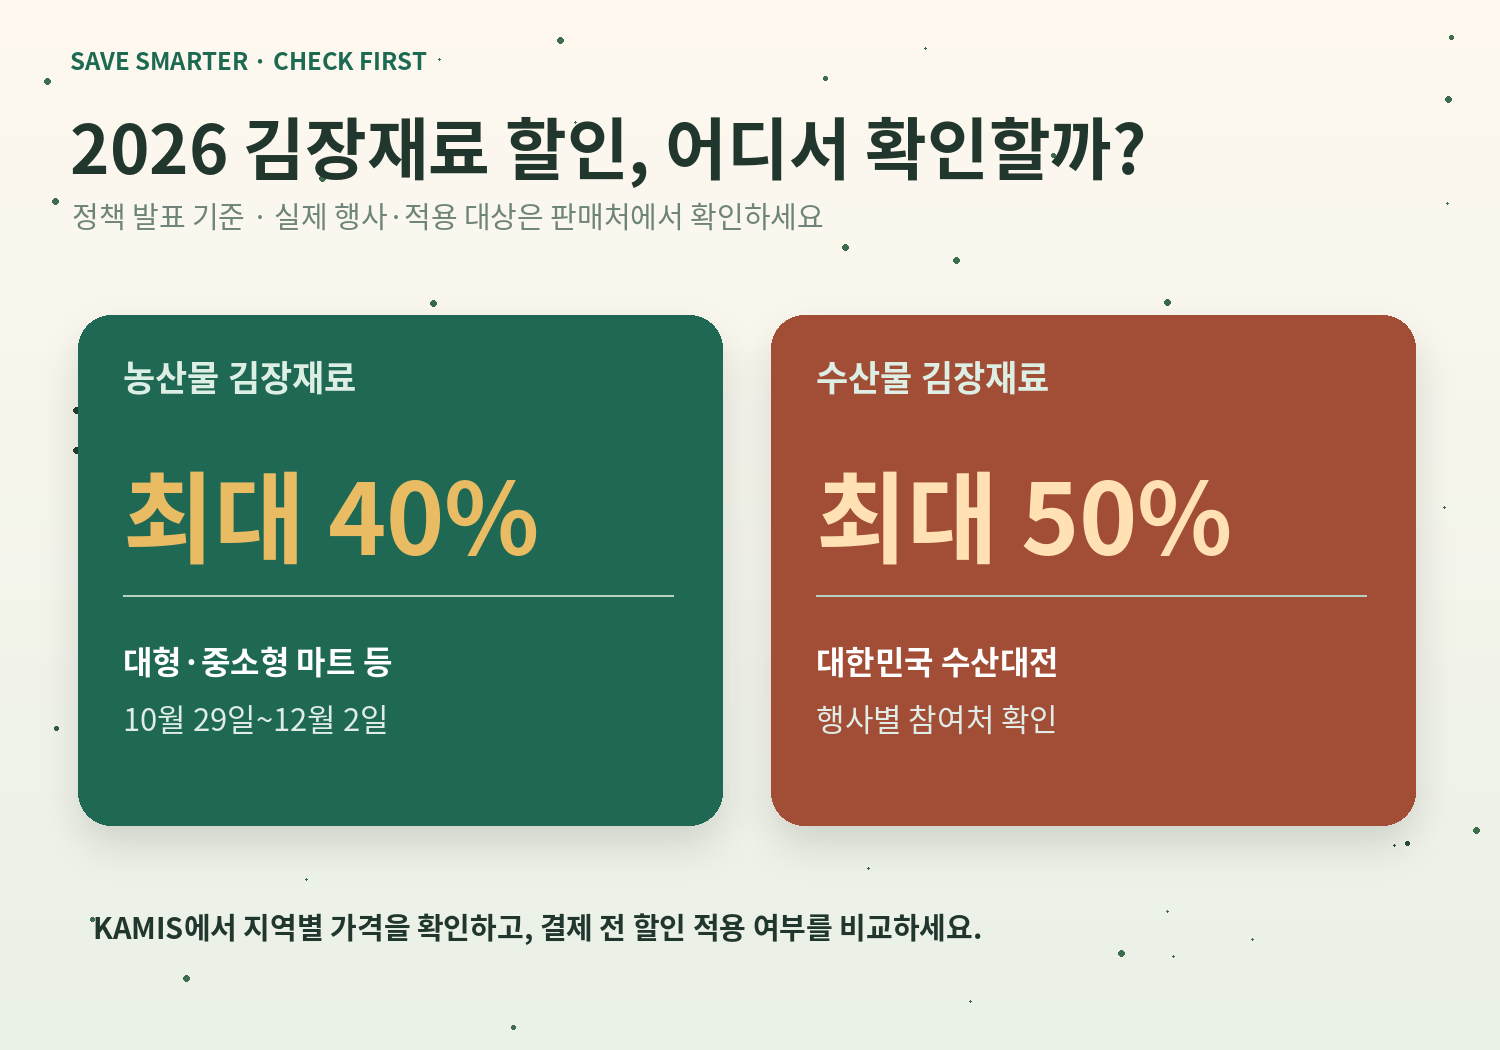 SAVE SMARTER · CHECK FIRST
2026 김장재료 할인, 어디서 확인할까?
정책 발표 기준 · 실제 행사·적용 대상은 판매처에서 확인하세요
농산물 김장재료
최대 40%
대형·중소형 마트 등
10월 29일~12월 2일
수산물 김장재료
최대 50%
대한민국 수산대전
행사별 참여처 확인
KAMIS에서 지역별 가격을 확인하고, 결제 전 할인 적용 여부를 비교하세요.